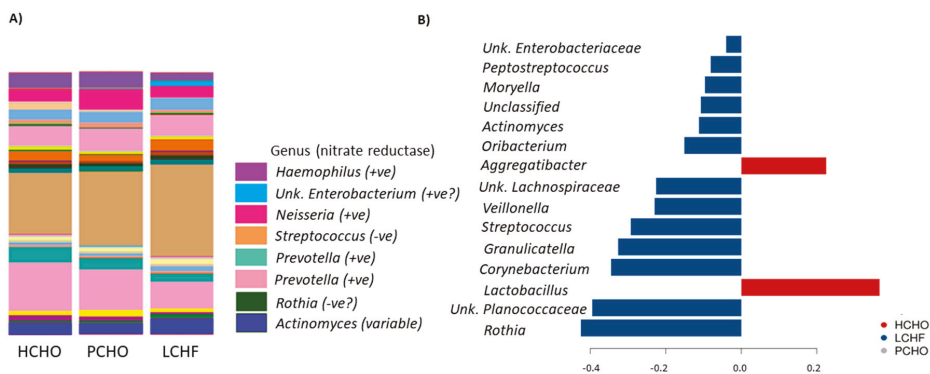 A)
HCHO
PCHO
LCHF
Genus (nitrate reductase)
Haemophilus (+ve)
Unk. Enterobacterium (+ve?)
Neisseria (+ve)
Streptococcus (-ve)
Prevotella (+ve)
Prevotella (+ve)
Rothia (-ve?)
Actinomyces (variable)
B)
Unk. Enterobacteriaceae
Peptostreptococcus
Moryella
Unclassified
Actinomyces
Oribacterium
Aggregatibacter
Unk. Lachnospiraceae
Veillonella
Streptococcus
Granulicatella
Corynebacterium
Lactobacillus
Unk. Planococcaceae
Rothia
-0.4
-0.2
0.0
0.2
HCHO
LCHF
PCHO